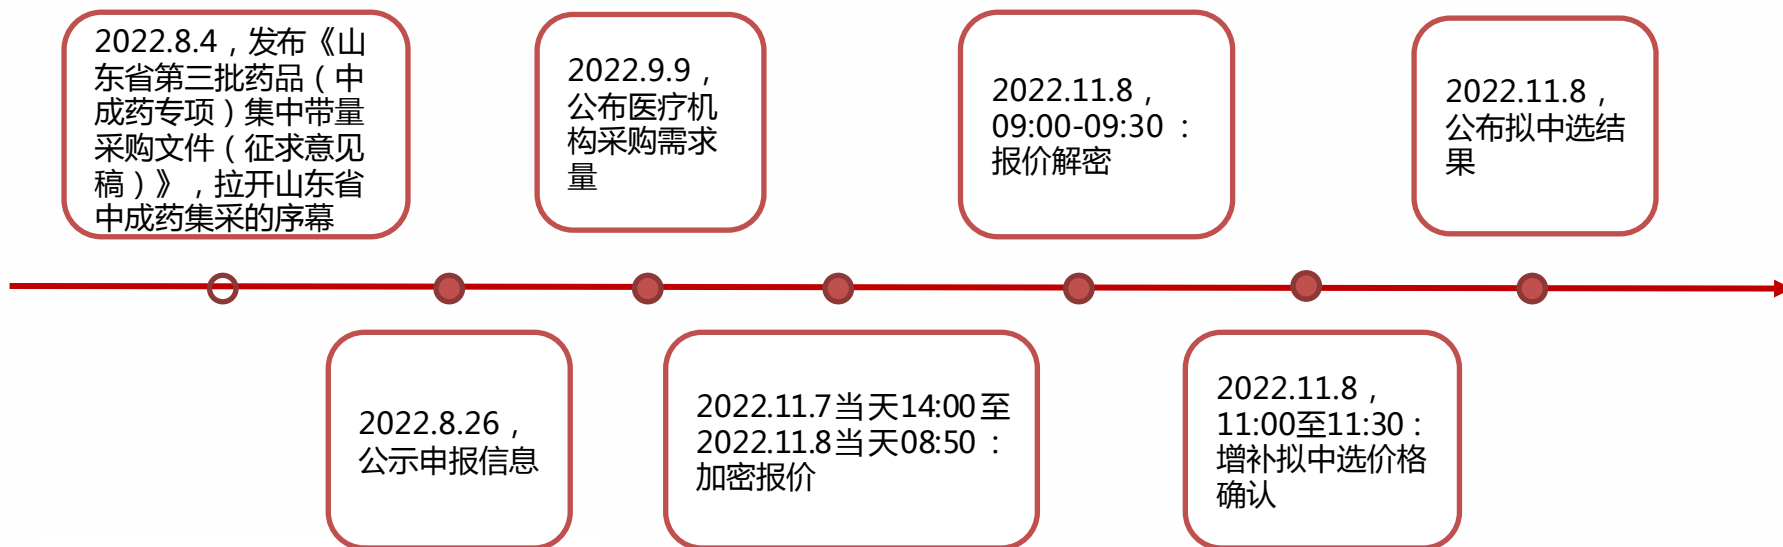 2022.8.4，发布《山
东省第三批药品（中
成药专项）集中带量
采购文件（征求意见
稿）》，拉开山东省
中成药集采的序幕
2022.8.26，
公示申报信息
2022.9.9，
公布医疗机
构采购需求
量
2022.11.7当天14:00至
2022.11.8当天08:50：
加密报价
2022.11.8，
09:00-09:30：
报价解密
2022.11.8，
11:00至11:30：
增补拟中选价格
确认
2022.11.8，
公布拟中选结
果